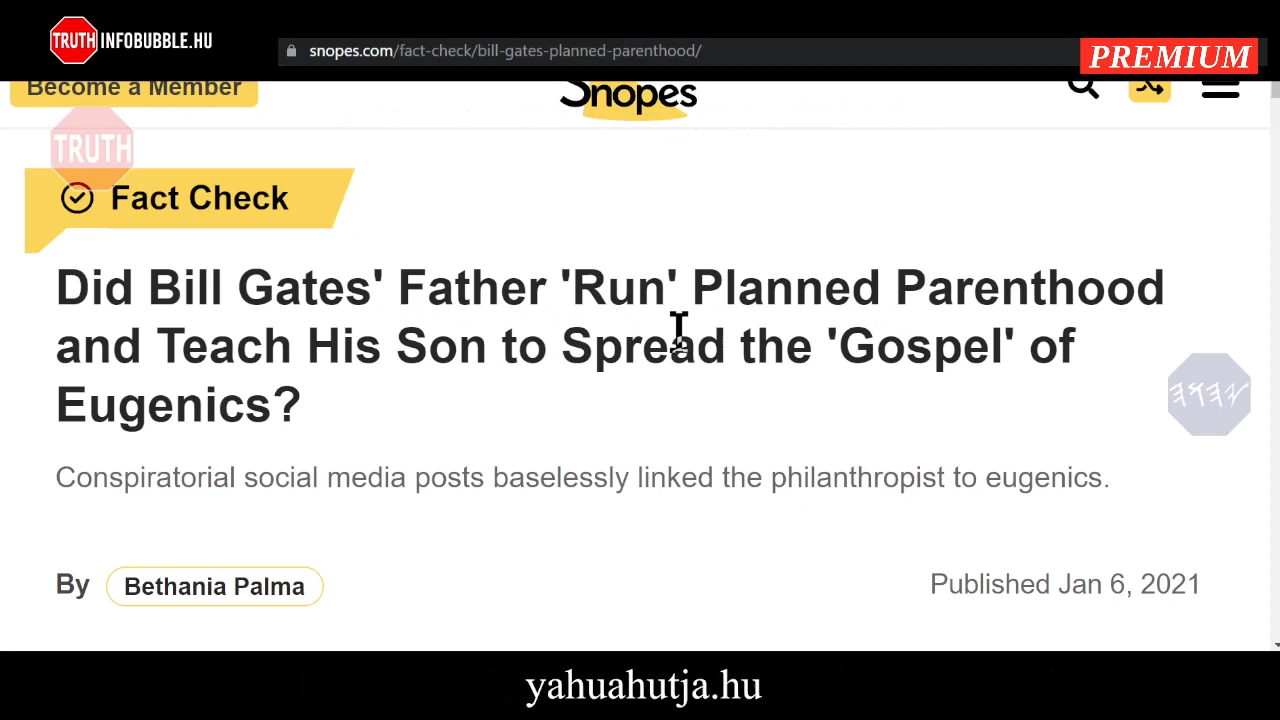 TRUTH INFOBUBBLE.HU
snopes.com/fact-check/bill-gates-planned-parenthood/
PREMIUM
Become a Member
Snopes
TRUTH
Fact Check
Did Bill Gates' Father 'Run' Planned Parenthood
and Teach His Son to Spread the 'Gospel' of
Eugenics?
𐤉𐤄𐤅𐤄
Conspiratorial social media posts baselessly linked the philanthropist to eugenics.
By Bethania Palma
Published Jan 6, 2021
yahuahutja.hu